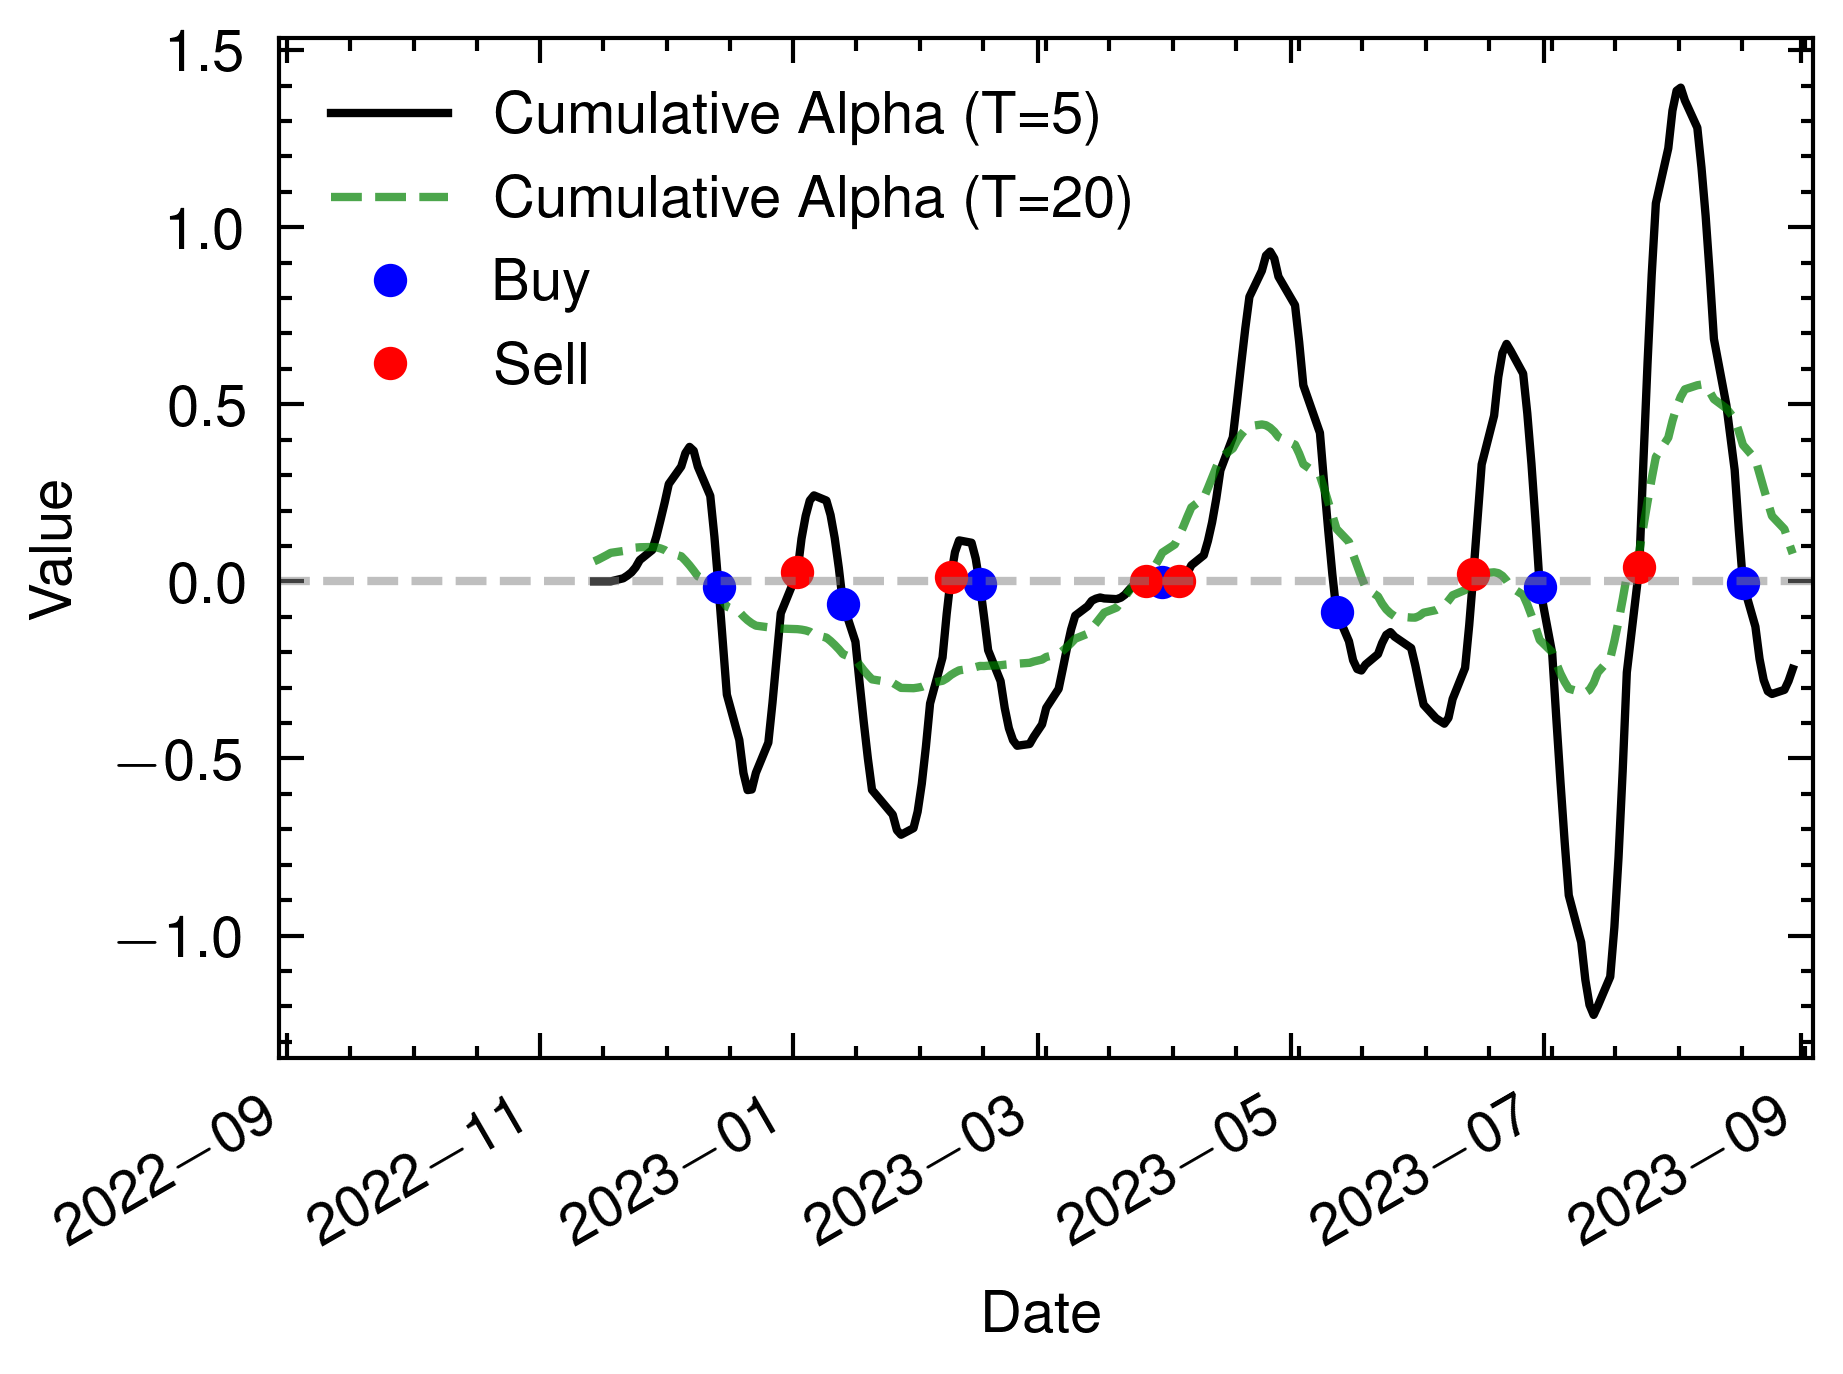 Cumulative Alpha (T=5)
Cumulative Alpha (T=20)
Buy
Sell
Value
1.5
1.0
0.5
0.0
−0.5
−1.0
2022−09
2022−11
2023−01
2023−03
2023−05
2023−07
2023−09
Date